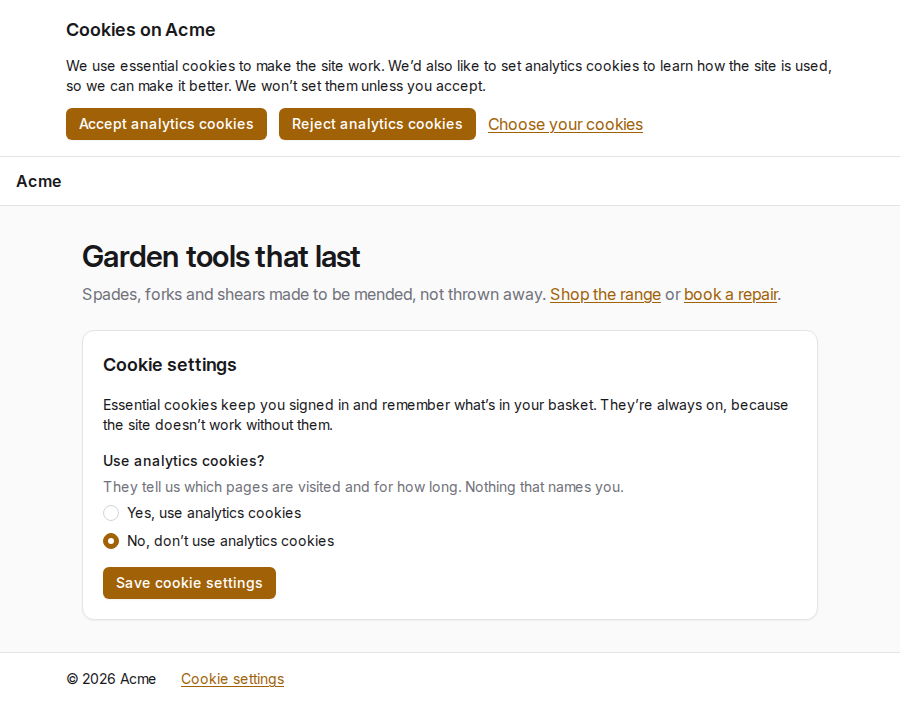 Cookies on Acme
We use essential cookies to make the site work. We’d also like to set analytics cookies to learn how the site is used,
so we can make it better. We won’t set them unless you accept.
Accept analytics cookies Reject analytics cookies Choose your cookies
Acme
Garden tools that last
Spades, forks and shears made to be mended, not thrown away. Shop the range or book a repair.
Cookie settings
Essential cookies keep you signed in and remember what’s in your basket. They’re always on, because
the site doesn’t work without them.
Use analytics cookies?
They tell us which pages are visited and for how long. Nothing that names you.
Yes, use analytics cookies
No, don’t use analytics cookies
Save cookie settings
© 2026 Acme Cookie settings